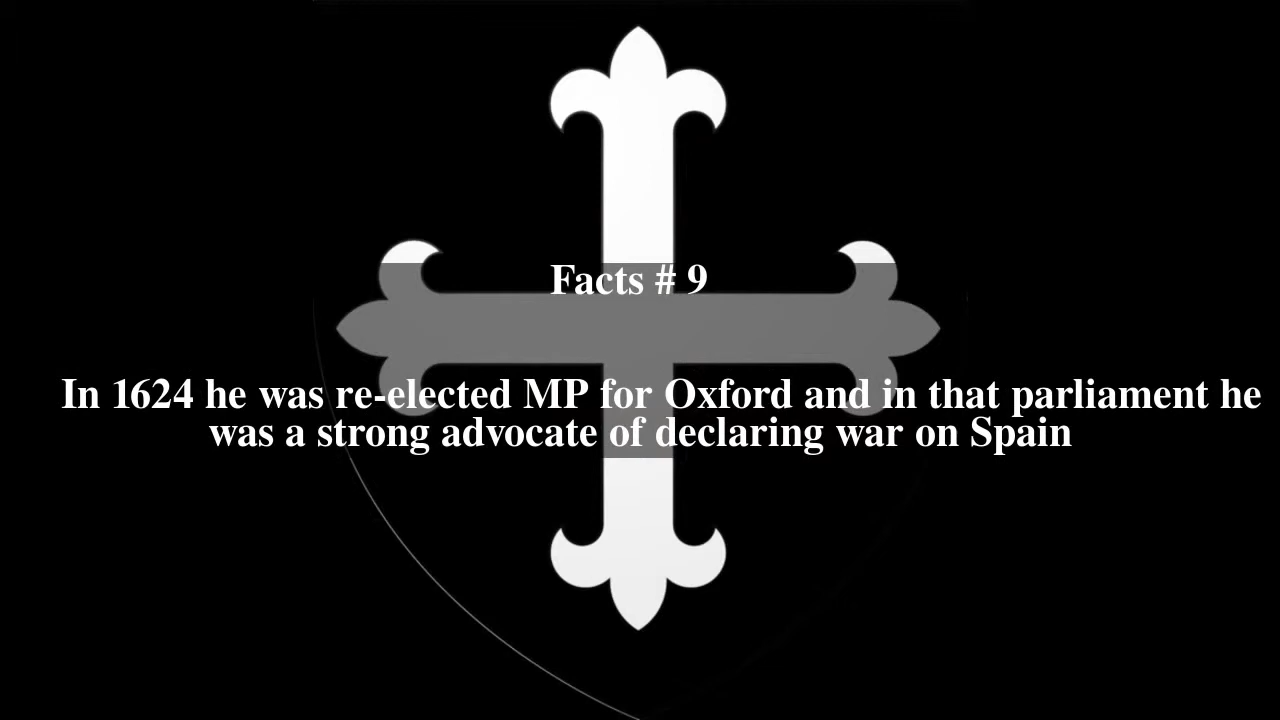 Facts # 9
In 1624 he was re-elected MP for Oxford and in that parliament he
was a strong advocate of declaring war on Spain